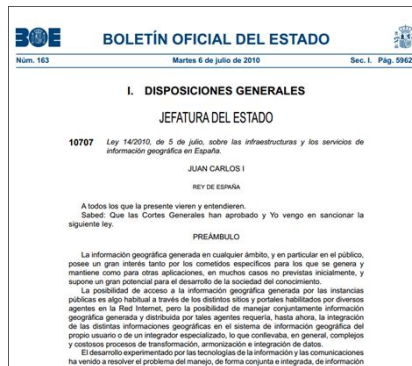 BOE
BOLETÍN OFICIAL DEL ESTADO
Núm. 163
Martes 6 de julio de 2010
Sec. I. Pág. 5962
I. DISPOSICIONES GENERALES
JEFATURA DEL ESTADO
10707 Ley 14/2010, de 5 de julio, sobre las infraestructuras y los servicios de
información geográfica en España.
JUAN CARLOS I
REY DE ESPAÑA
A todos los que la presente vieren y entendieren.
Sabed: Que las Cortes Generales han aprobado y Yo vengo en sancionar la
siguiente ley.
PREÁMBULO
La información geográfica generada en cualquier ámbito, y en particular en el público,
posee un gran interés tanto por los cometidos específicos para los que se genera y
mantiene como para otras aplicaciones, en muchos casos no previstas inicialmente, y
supone un gran potencial para el desarrollo de la sociedad del conocimiento.
La posibilidad de acceso a la información geográfica generada por las instancias
públicas es algo habitual a través de los distintos sitios y portales habilitados por diversos
agentes en la Red Internet, pero la posibilidad de manejar conjuntamente información
geográfica generada y distribuida por tales agentes requería, hasta ahora, la integración
de las distintas informaciones geográficas en el sistema de información geográfica del
propio usuario o de un integrador especializado, lo que conllevaba, en general, complejos
y costosos procesos de transformación, armonización e integración de datos.
El desarrollo experimentado por las tecnologías de la información y las comunicaciones
ha venido a resolver el problema del manejo, de forma conjunta e integrada, de información